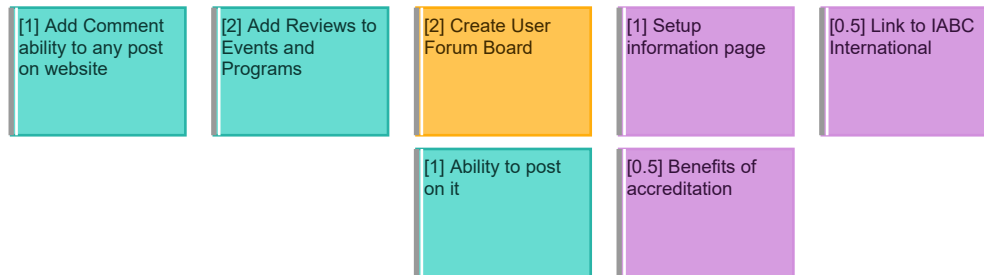 [1] Add Comment
ability to any post
on website
[2] Add Reviews to
Events and
Programs
[2] Create User
Forum Board
[1] Setup
information page
[0.5] Link to IABC
International
[1] Ability to post
on it
[0.5] Benefits of
accreditation